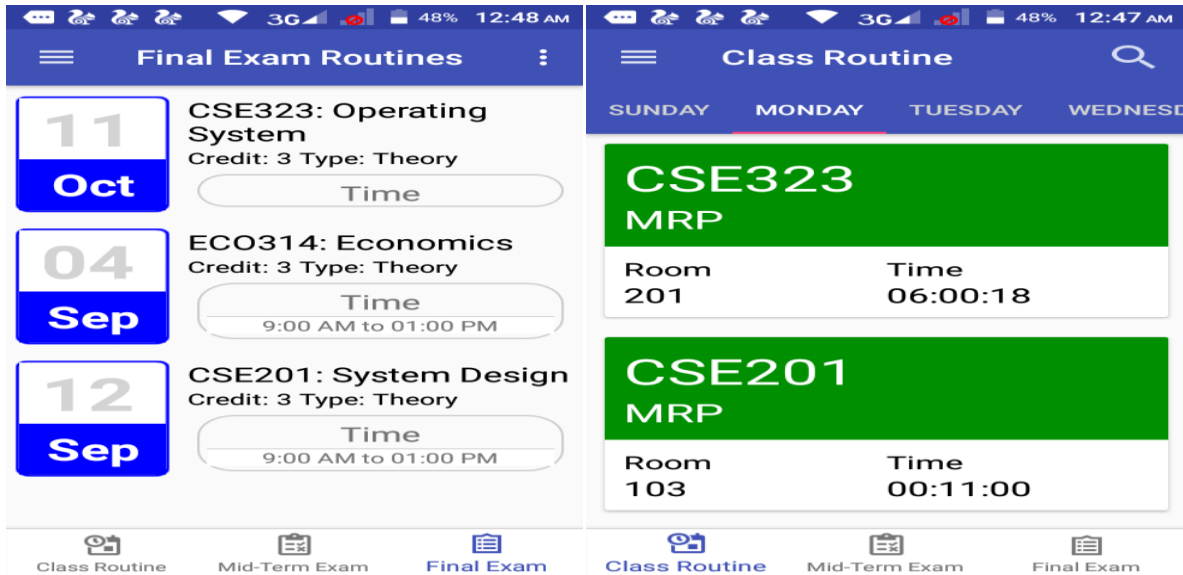 3G 48% 12:48 AM
Final Exam Routines
11
Oct
CSE323: Operating
System
Credit: 3 Type: Theory
Time
04
Sep
ECO314: Economics
Credit: 3 Type: Theory
Time
9:00 AM to 01:00 PM
12
Sep
CSE201: System Design
Credit: 3 Type: Theory
Time
9:00 AM to 01:00 PM
Class Routine Mid-Term Exam Final Exam
3G 48% 12:47 AM
Class Routine
SUNDAY MONDAY TUESDAY WEDNESD
CSE323
MRP
Room Time
201 06:00:18
CSE201
MRP
Room Time
103 00:11:00
Class Routine Mid-Term Exam Final Exam